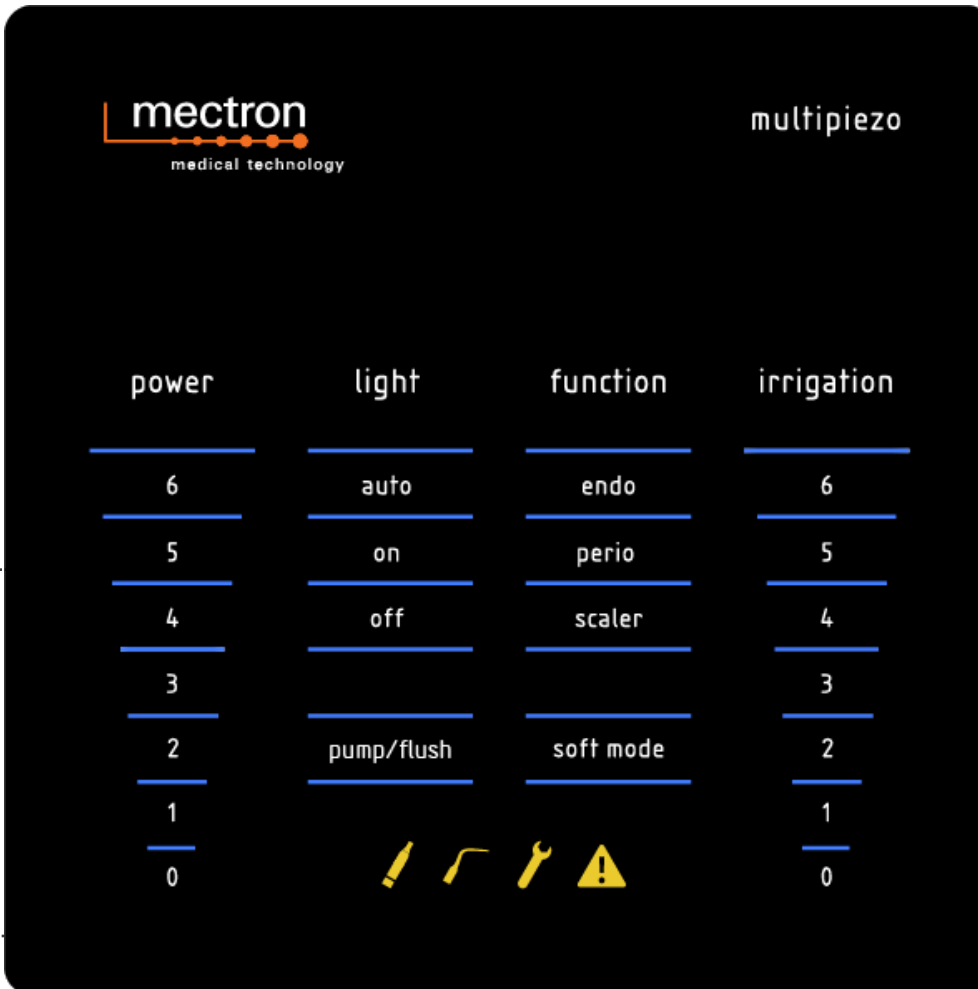 mectron
medical technology
multipiezo
power light function irrigation
6 auto endo 6
5 on perio 5
4 off scaler 4
3 3
2 pump/flush soft mode 2
1 1
0 0